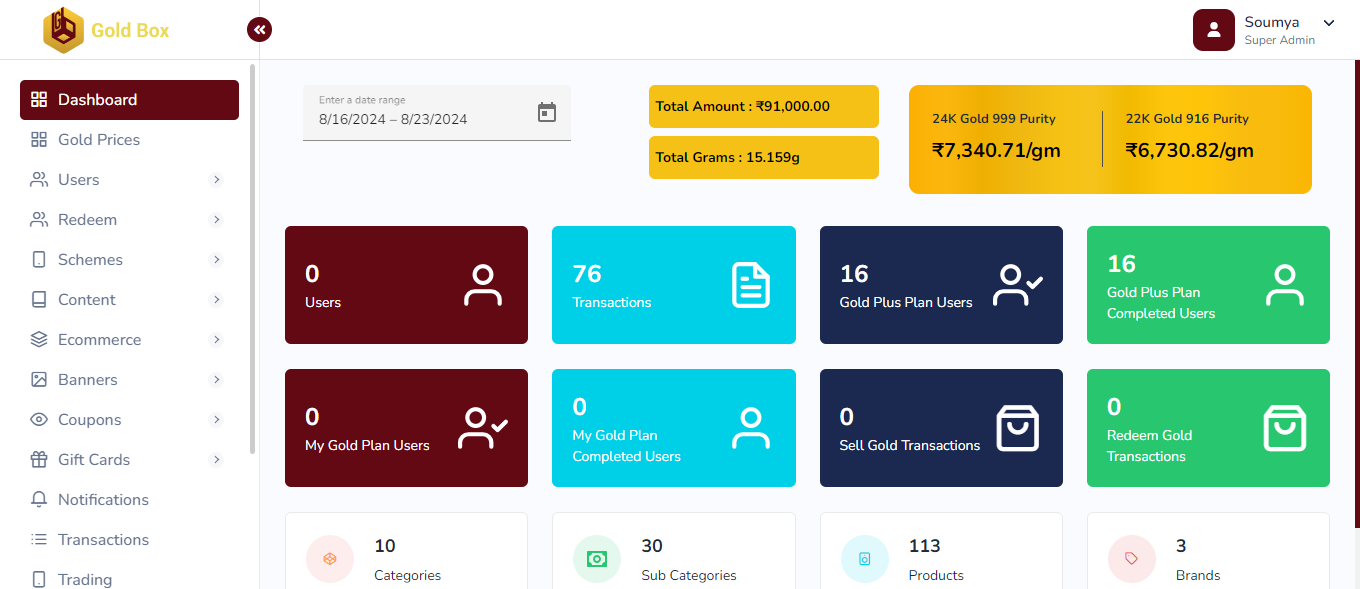 Gold Box
Soumya
Super Admin
Dashboard
Gold Prices
Users
Redeem
Schemes
Content
Ecommerce
Banners
Coupons
Gift Cards
Notifications
Transactions
Trading
Enter a date range
8/16/2024 – 8/23/2024
Total Amount : ₹91,000.00
Total Grams : 15.159g
24K Gold 999 Purity
₹7,340.71/gm
22K Gold 916 Purity
₹6,730.82/gm
0
Users
76
Transactions
16
Gold Plus Plan Users
16
Gold Plus Plan
Completed Users
0
My Gold Plan Users
0
My Gold Plan
Completed Users
0
Sell Gold Transactions
0
Redeem Gold
Transactions
10
Categories
30
Sub Categories
113
Products
3
Brands